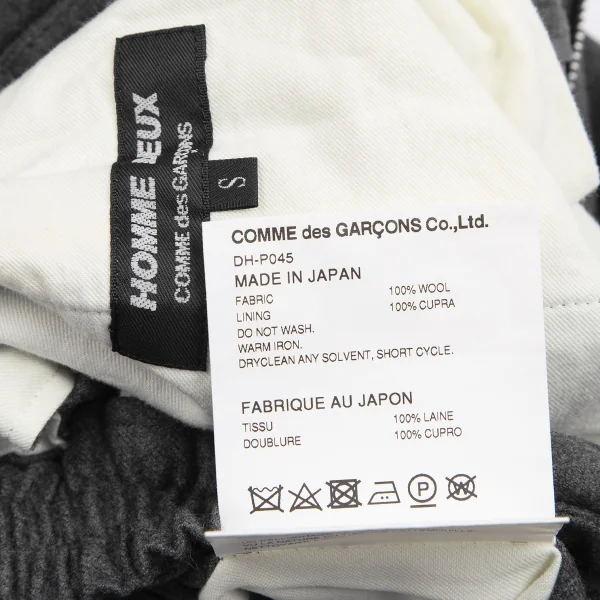 HOMME DEUX
COMME des GARÇONS
S
COMME des GARÇONS Co.,Ltd.
DH-P045
MADE IN JAPAN
FABRIC 100% WOOL
LINING 100% CUPRA
DO NOT WASH.
WARM IRON.
DRYCLEAN ANY SOLVENT, SHORT CYCLE.
FABRIQUE AU JAPON
TISSU 100% LAINE
DOUBLURE 100% CUPRO
P
W